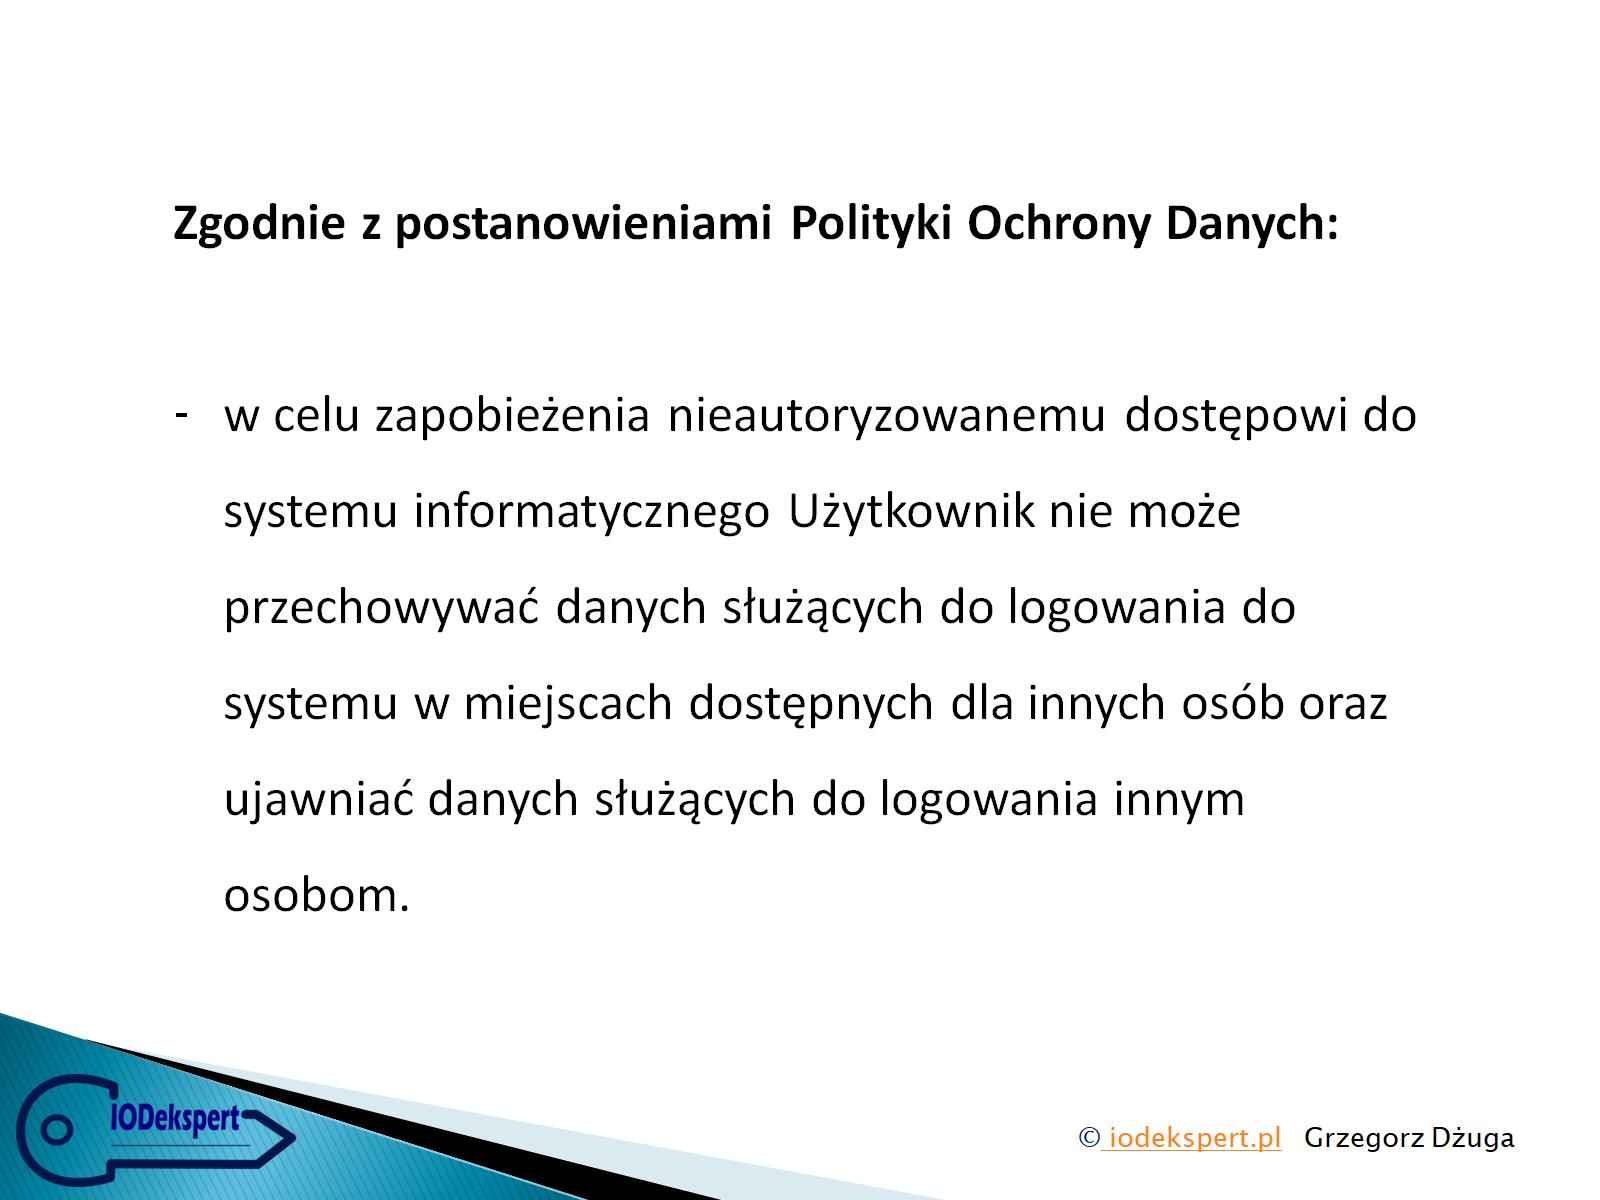 Zgodnie z postanowieniami Polityki Ochrony Danych:
- w celu zapobieżenia nieautoryzowanemu dostępowi do
systemu informatycznego Użytkownik nie może
przechowywać danych służących do logowania do
systemu w miejscach dostępnych dla innych osób oraz
ujawniać danych służących do logowania innym
osobom.
IODekspert
© iodekspert.pl Grzegorz Dżuga